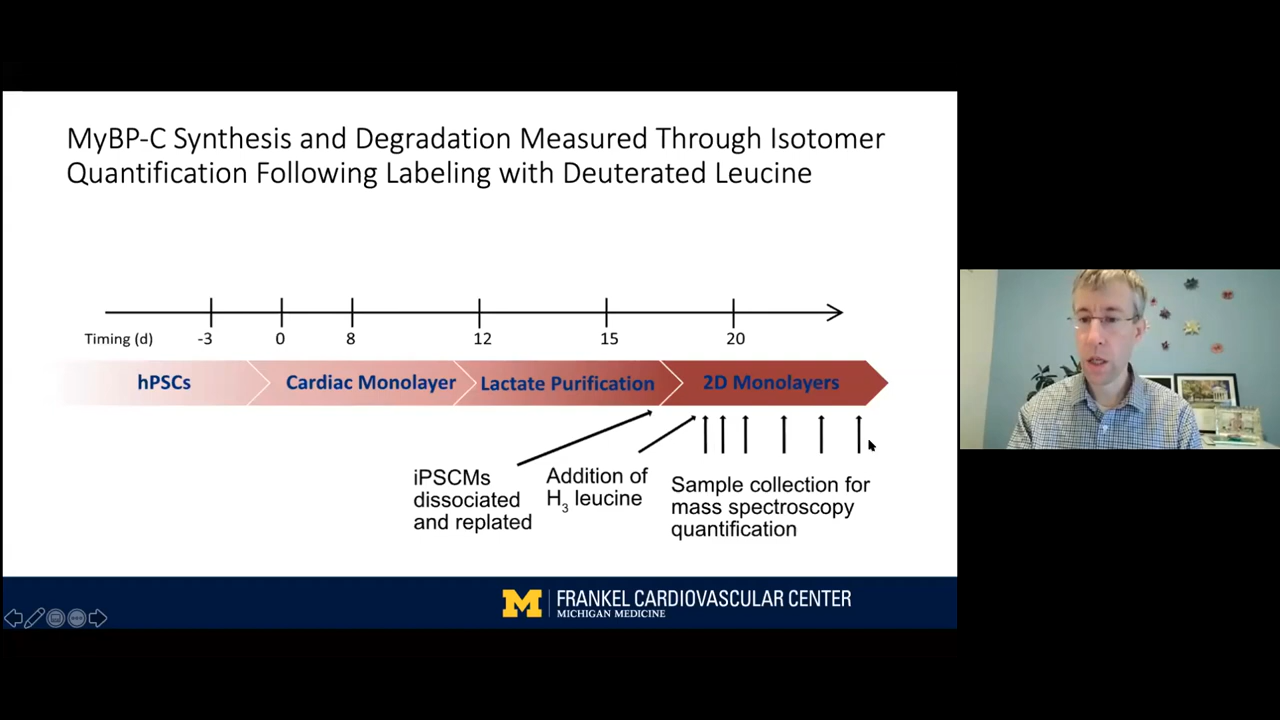 MyBP-C Synthesis and Degradation Measured Through Isotomer
Quantification Following Labeling with Deuterated Leucine
Timing (d)
-3
0
8
12
15
20
hPSCs
Cardiac Monolayer
Lactate Purification
2D Monolayers
iPSCMs
dissociated
and replated
Addition of
H3 leucine
Sample collection for
mass spectroscopy
quantification
M
FRANKEL CARDIOVASCULAR CENTER
MICHIGAN MEDICINE